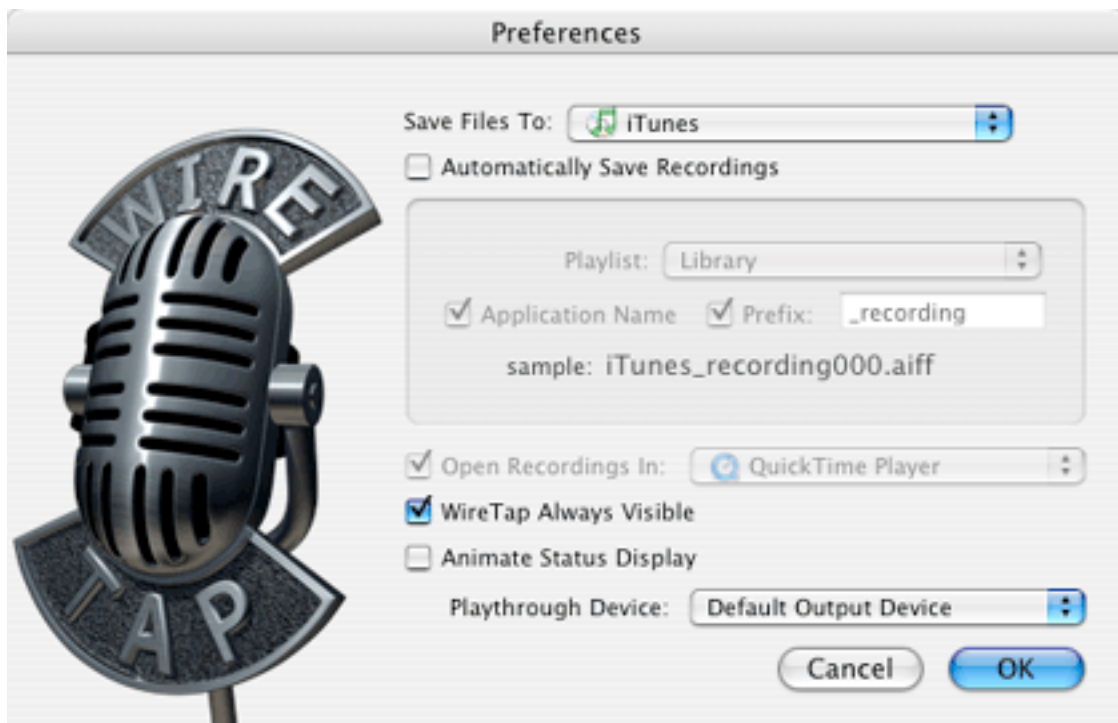 Preferences
WIRE
TAP
Save Files To: iTunes
Automatically Save Recordings
Playlist: Library
Application Name Prefix: _recording
sample: iTunes_recording000.aiff
Open Recordings In: QuickTime Player
WireTap Always Visible
Animate Status Display
Playthrough Device: Default Output Device
Cancel OK